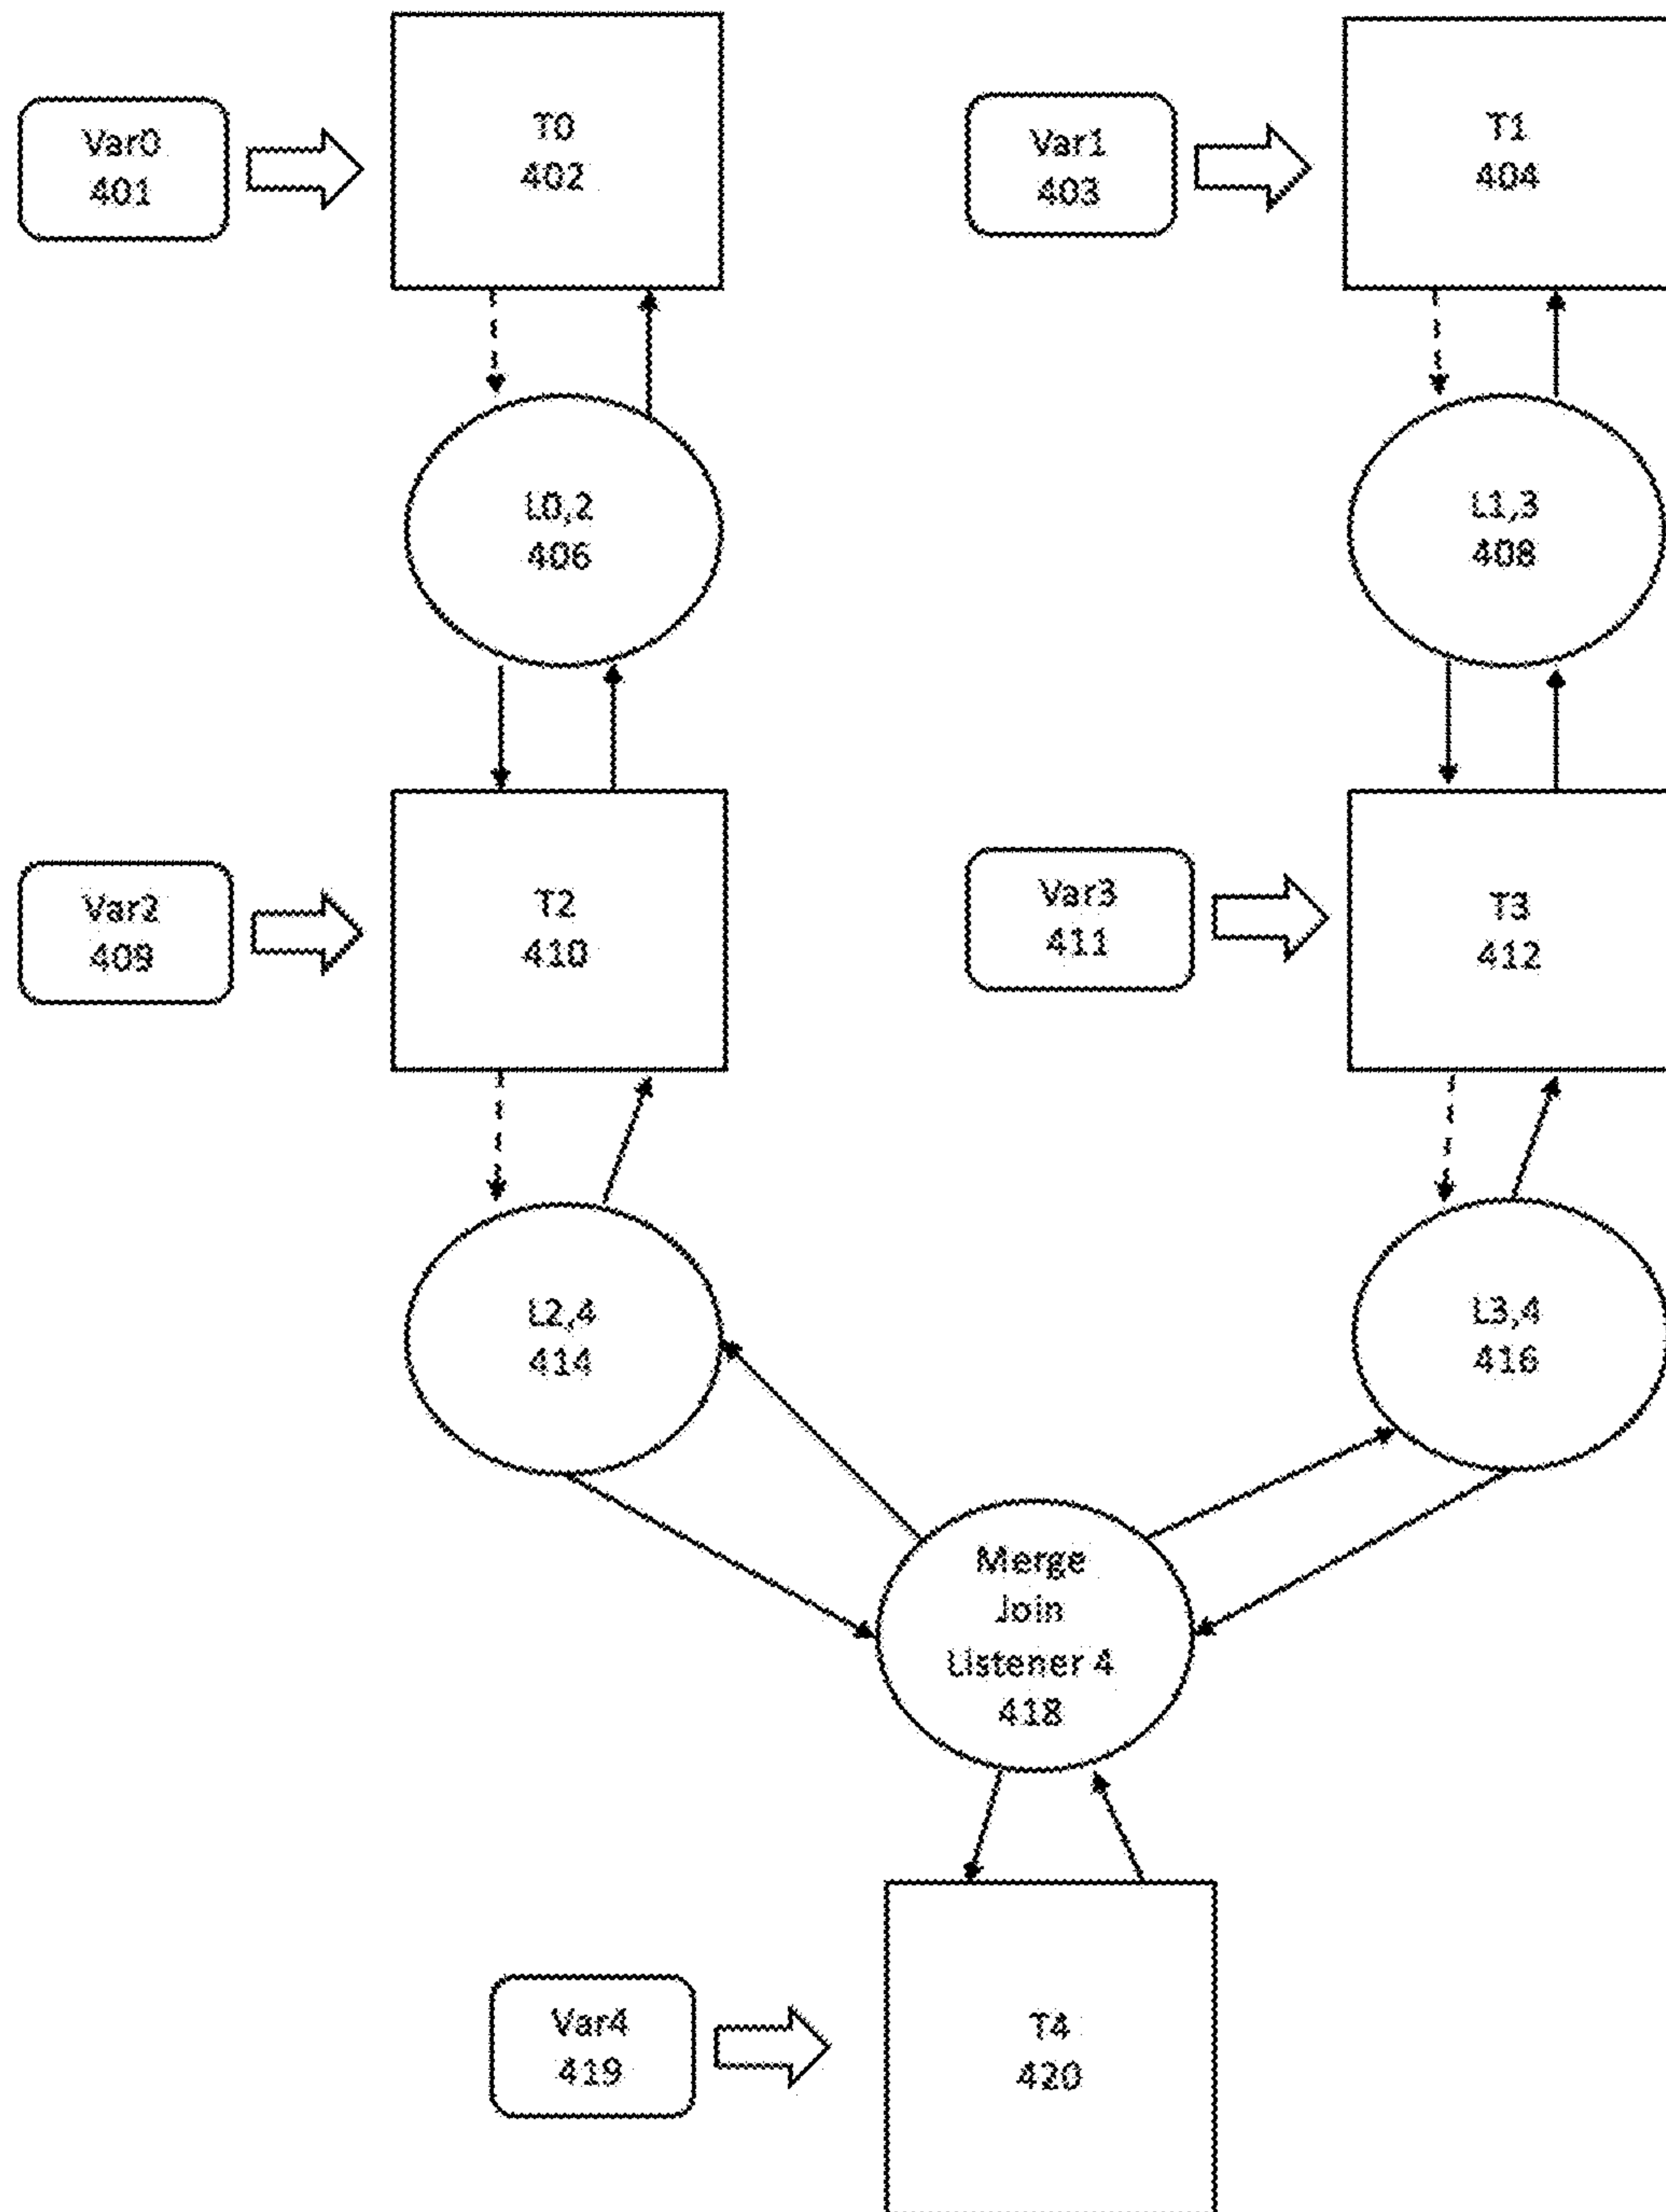 Var0
401
T0
402
Var1
403
T1
404
L0,2
406
L1,3
408
Var2
409
T2
410
Var3
411
T3
412
L2,4
414
L3,4
416
Merge
Join
Listener 4
418
Var4
419
T4
420